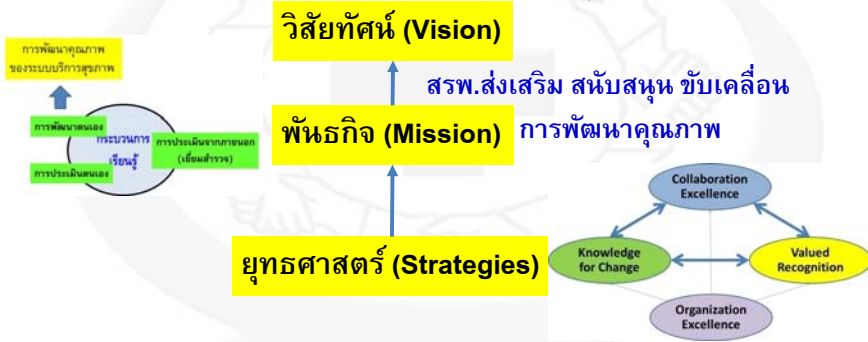 วิสัยทัศน์ (Vision)
การพัฒนาคุณภาพ
ของระบบบริการสุขภาพ
สรพ.ส่งเสริม สนับสนุน ขับเคลื่อน
การพัฒนาคุณภาพ
พันธกิจ (Mission)
การพัฒนาตนเอง
กระบวนการ
เรียนรู้
การประเมินจากภายนอก
(เยี่ยมสำรวจ)
การประเมินตนเอง
ยุทธศาสตร์ (Strategies)
Collaboration
Excellence
Knowledge
for Change
Valued
Recognition
Organization
Excellence